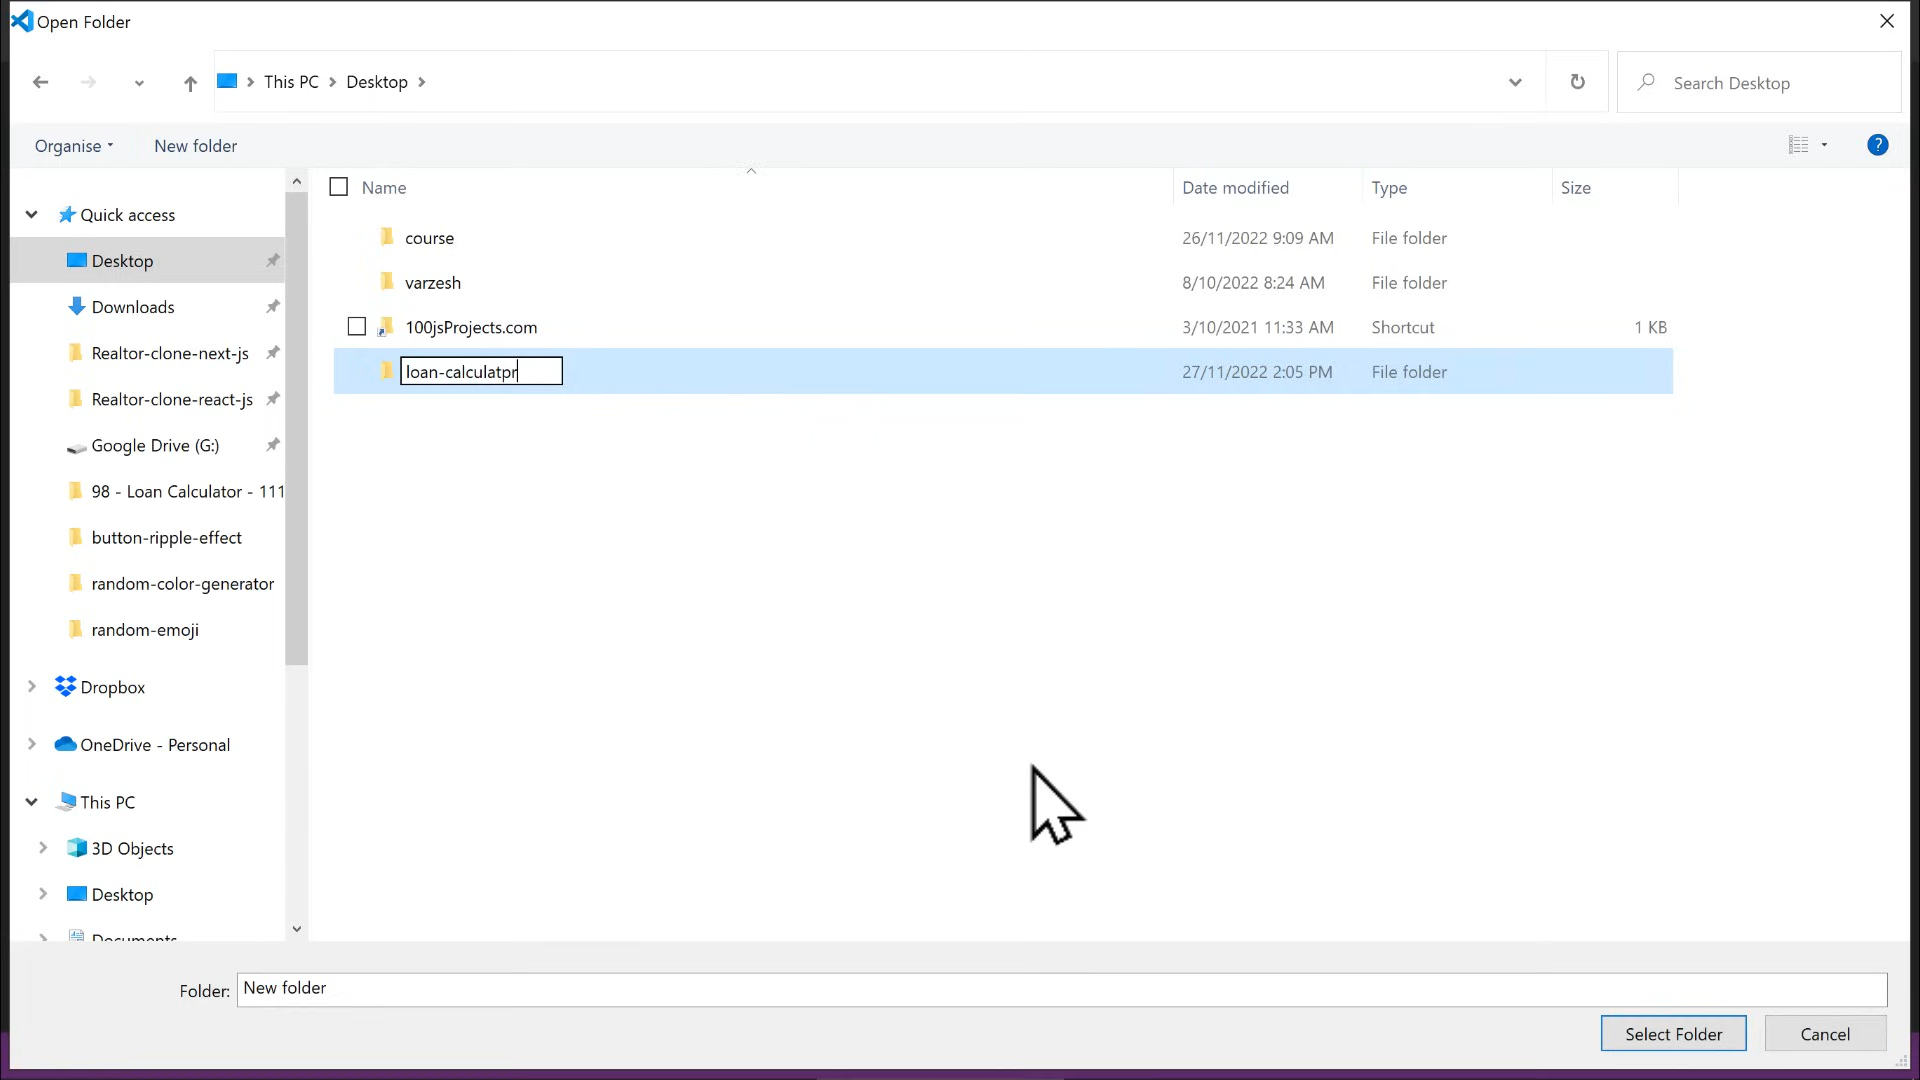 Open Folder
This PC Desktop
Search Desktop
Organise New folder
?
Name Date modified Type Size
Quick access
Desktop
Downloads
Realtor-clone-next-js
Realtor-clone-react-js
Google Drive (G:)
98 - Loan Calculator - 111
button-ripple-effect
random-color-generator
random-emoji
Dropbox
OneDrive - Personal
This PC
3D Objects
Desktop
Documents
course 26/11/2022 9:09 AM File folder
varzesh 8/10/2022 8:24 AM File folder
100jsProjects.com 3/10/2021 11:33 AM Shortcut 1 KB
loan-calculatpr 27/11/2022 2:05 PM File folder
Folder: New folder
Select Folder Cancel